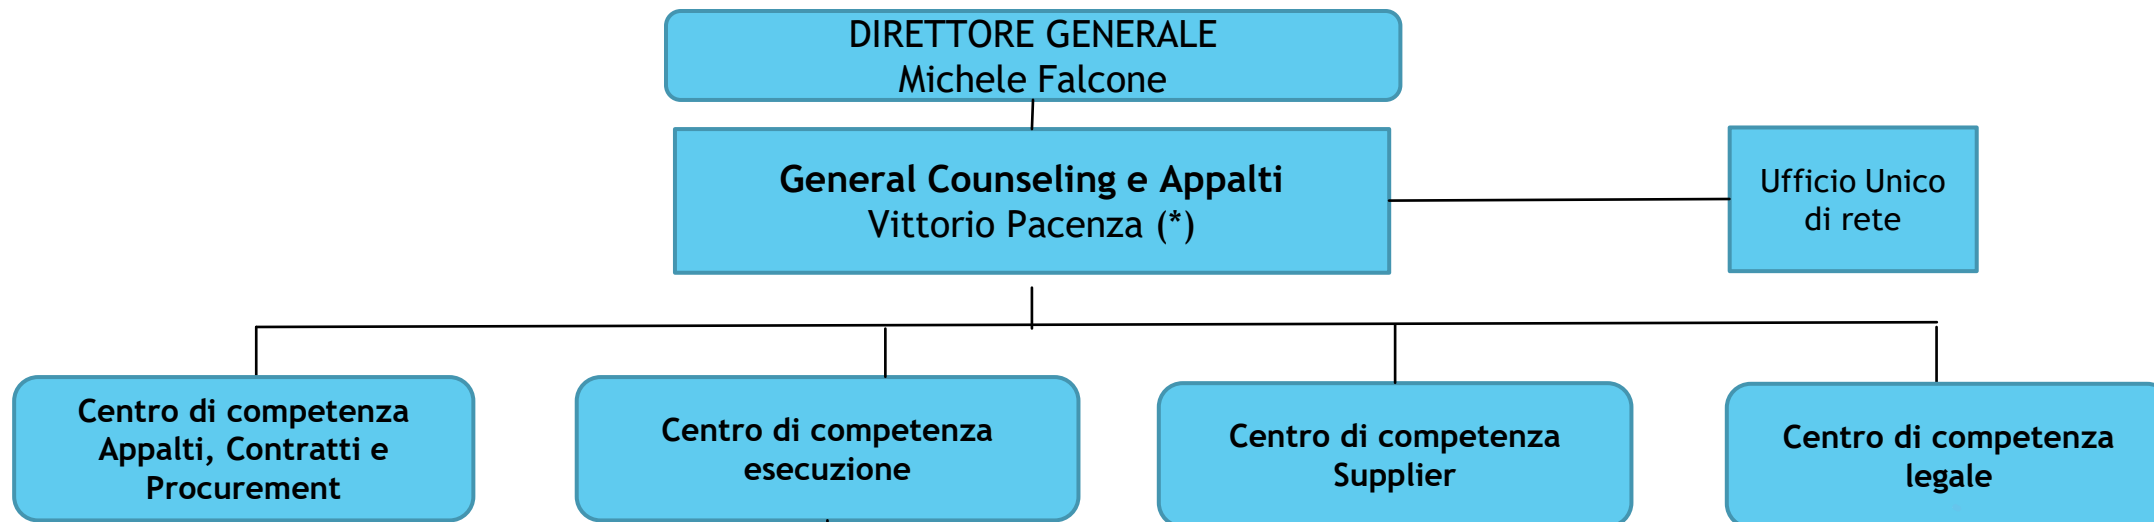 DIRETTORE GENERALE
Michele Falcone
General Counseling e Appalti
Vittorio Pacenza (*)
Ufficio Unico
di rete
Centro di competenza
Appalti, Contratti e
Procurement
Centro di competenza
esecuzione
Centro di competenza
Supplier
Centro di competenza
legale